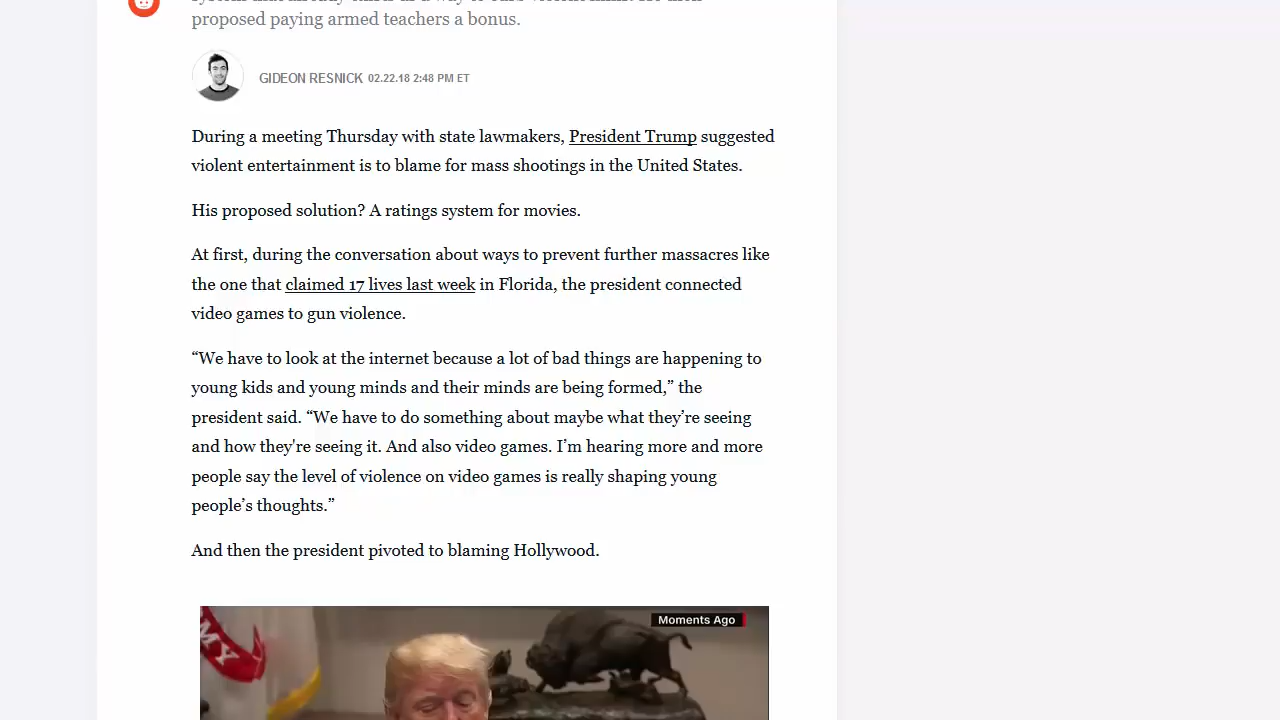 proposed paying armed teachers a bonus.
GIDEON RESNICK 02.22.18 2:48 PM ET
During a meeting Thursday with state lawmakers, President Trump suggested
violent entertainment is to blame for mass shootings in the United States.
His proposed solution? A ratings system for movies.
At first, during the conversation about ways to prevent further massacres like
the one that claimed 17 lives last week in Florida, the president connected
video games to gun violence.
“We have to look at the internet because a lot of bad things are happening to
young kids and young minds and their minds are being formed,” the
president said. “We have to do something about maybe what they’re seeing
and how they're seeing it. And also video games. I’m hearing more and more
people say the level of violence on video games is really shaping young
people’s thoughts.”
And then the president pivoted to blaming Hollywood.
Moments Ago
MY